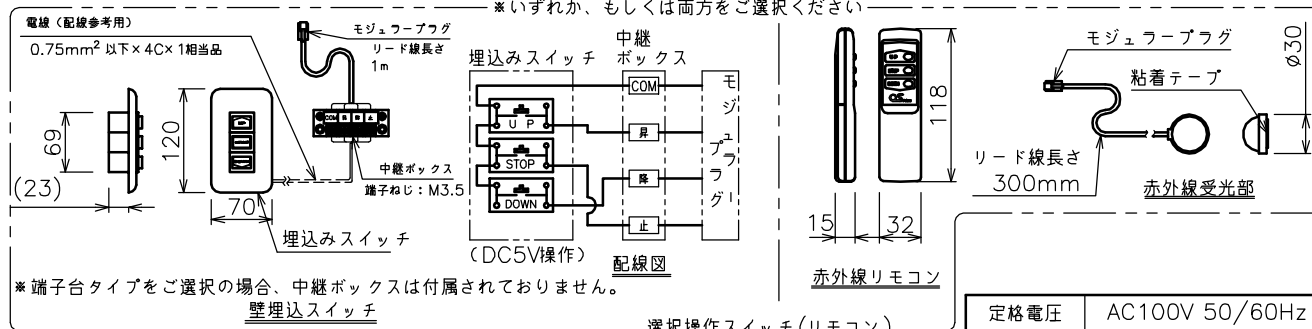 ※いずれか、もしくは両方をご選択ください
電線（配線参考用）
0.75mm² 以下×4C×1相当品
モジュラープラグ
リード線長さ
1m
69
(23)
120
70
中継ボックス
端子ねじ：M3.5
埋込みスイッチ
※端子台タイプをご選択の場合、中継ボックスは付属されておりません。
壁埋込スイッチ
埋込みスイッチ
中継
ボックス
COM
UP
昇
STOP
降
DOWN
止
モジュラープラグ
(DC5V操作)
配線図
118
15
32
赤外線リモコン
モジュラープラグ
粘着テープ
ø30
リード線長さ
300mm
赤外線受光部
選択操作スイッチ(リモコン)
定格電圧 AC100V 50/60Hz